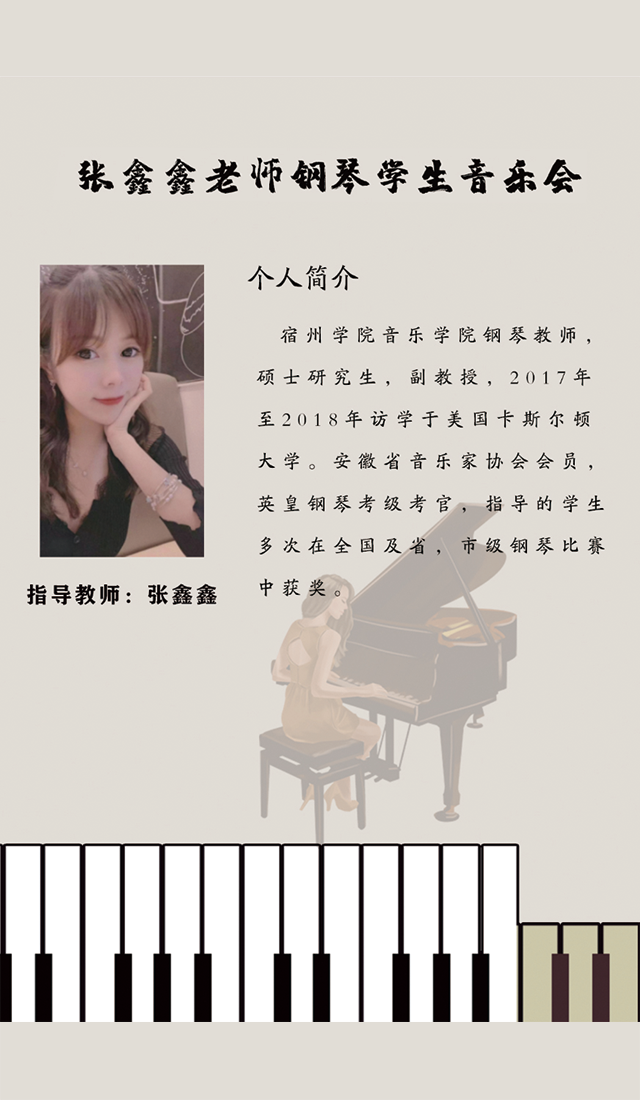 张鑫鑫老师钢琴学生音乐会
个人简介
宿州学院音乐学院钢琴教师，
硕士研究生，副教授，2017年
至2018年访学于美国卡斯尔顿
大学。安徽省音乐家协会会员，
英皇钢琴考级考官，指导的学生
多次在全国及省，市级钢琴比赛
中获奖。
指导教师：张鑫鑫